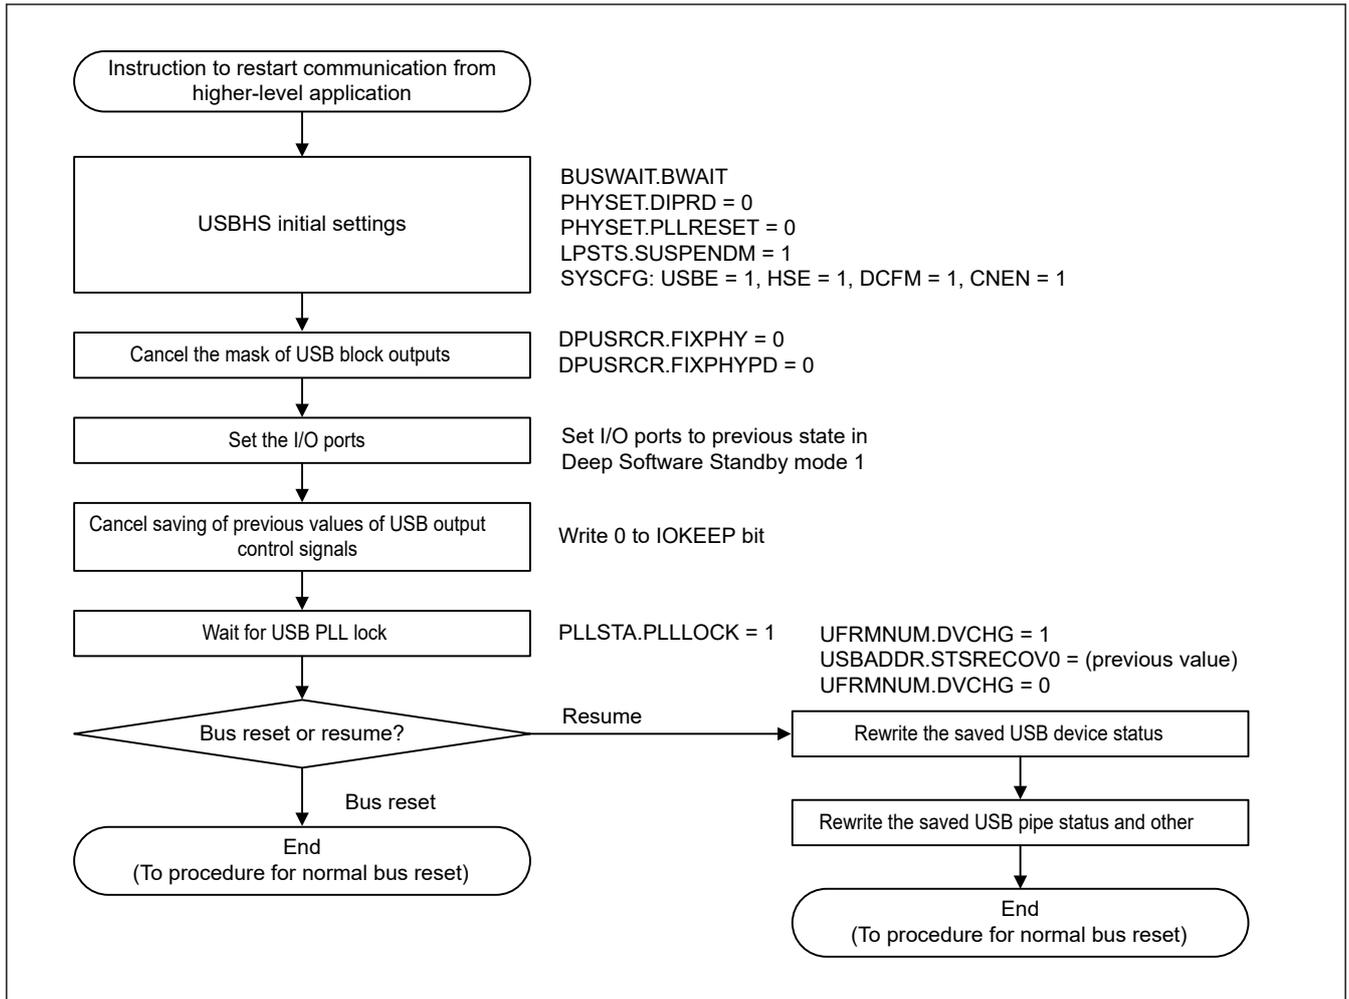 Instruction to restart communication from
higher-level application
USBHS initial settings
BUSWAIT.BWAIT
PHYSET.DIPRD = 0
PHYSET.PLLRESET = 0
LPSTS.SUSPENDM = 1
SYSCFG: USBE = 1, HSE = 1, DCFM = 1, CNEN = 1
Cancel the mask of USB block outputs
DPUSRCR.FIXPHY = 0
DPUSRCR.FIXPHYPD = 0
Set the I/O ports
Set I/O ports to previous state in
Deep Software Standby mode 1
Cancel saving of previous values of USB output
control signals
Write 0 to IOKEEP bit
Wait for USB PLL lock
PLLSTA.PLLLOCK = 1
UFRMNUM.DVCHG = 1
USBADDR.STSRECOV0 = (previous value)
UFRMNUM.DVCHG = 0
Bus reset or resume?
Resume
Rewrite the saved USB device status
Bus reset
Rewrite the saved USB pipe status and other
End
(To procedure for normal bus reset)
End
(To procedure for normal bus reset)